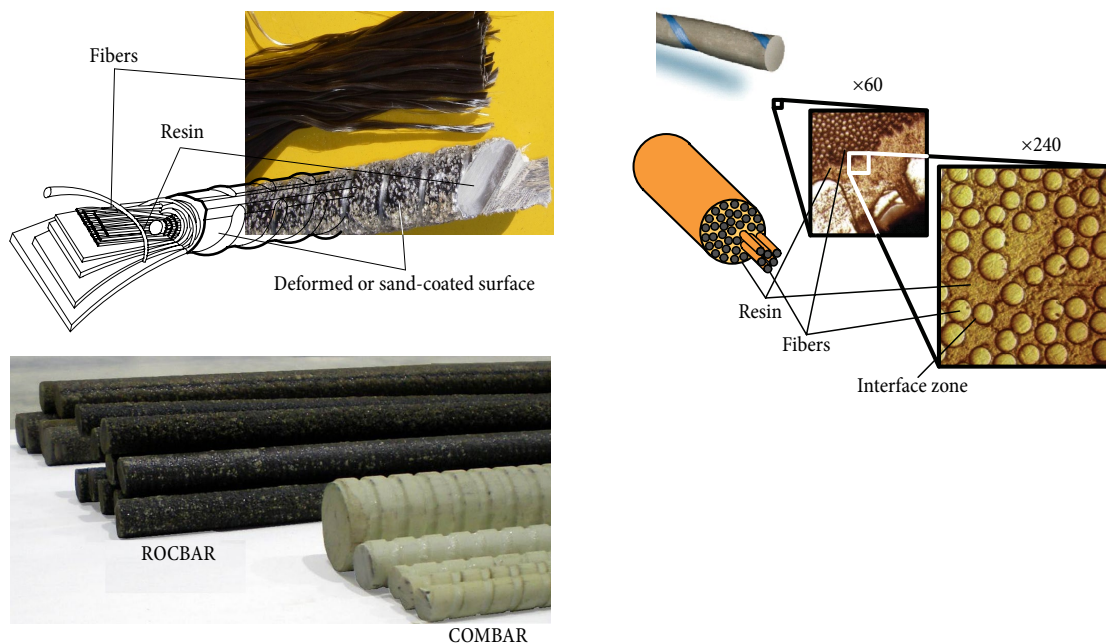 Fibers
Resin
Deformed or sand-coated surface
×60
×240
Resin
Fibers
Interface zone
ROCBAR
COMBAR